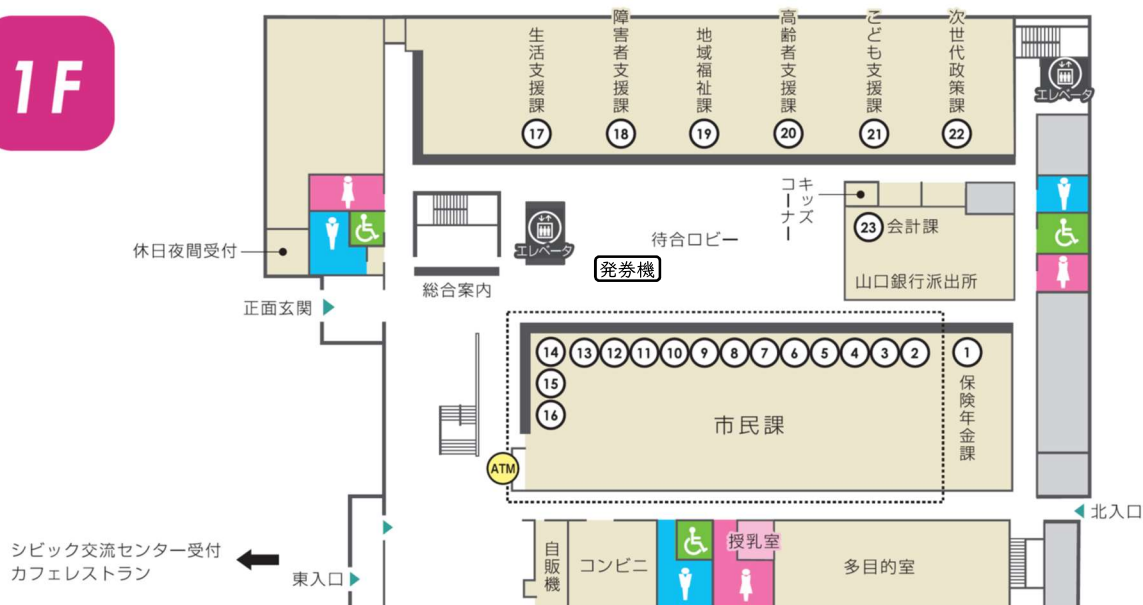 1F
生活支援課
17
障害者支援課
18
地域福祉課
19
高齢者支援課
20
こども支援課
21
次世代政策課
22
エレベータ
キッズ
コーナー
23 会計課
山口銀行派出所
待合ロビー
発券機
エレベータ
総合案内
休日夜間受付
正面玄関
14 13 12 11 10 9 8 7 6 5 4 3 2 1
15
16
市民課
保険年金課
ATM
北入口
シビック交流センター受付
カフェレストラン
東入口
自販機
コンビニ
授乳室
多目的室